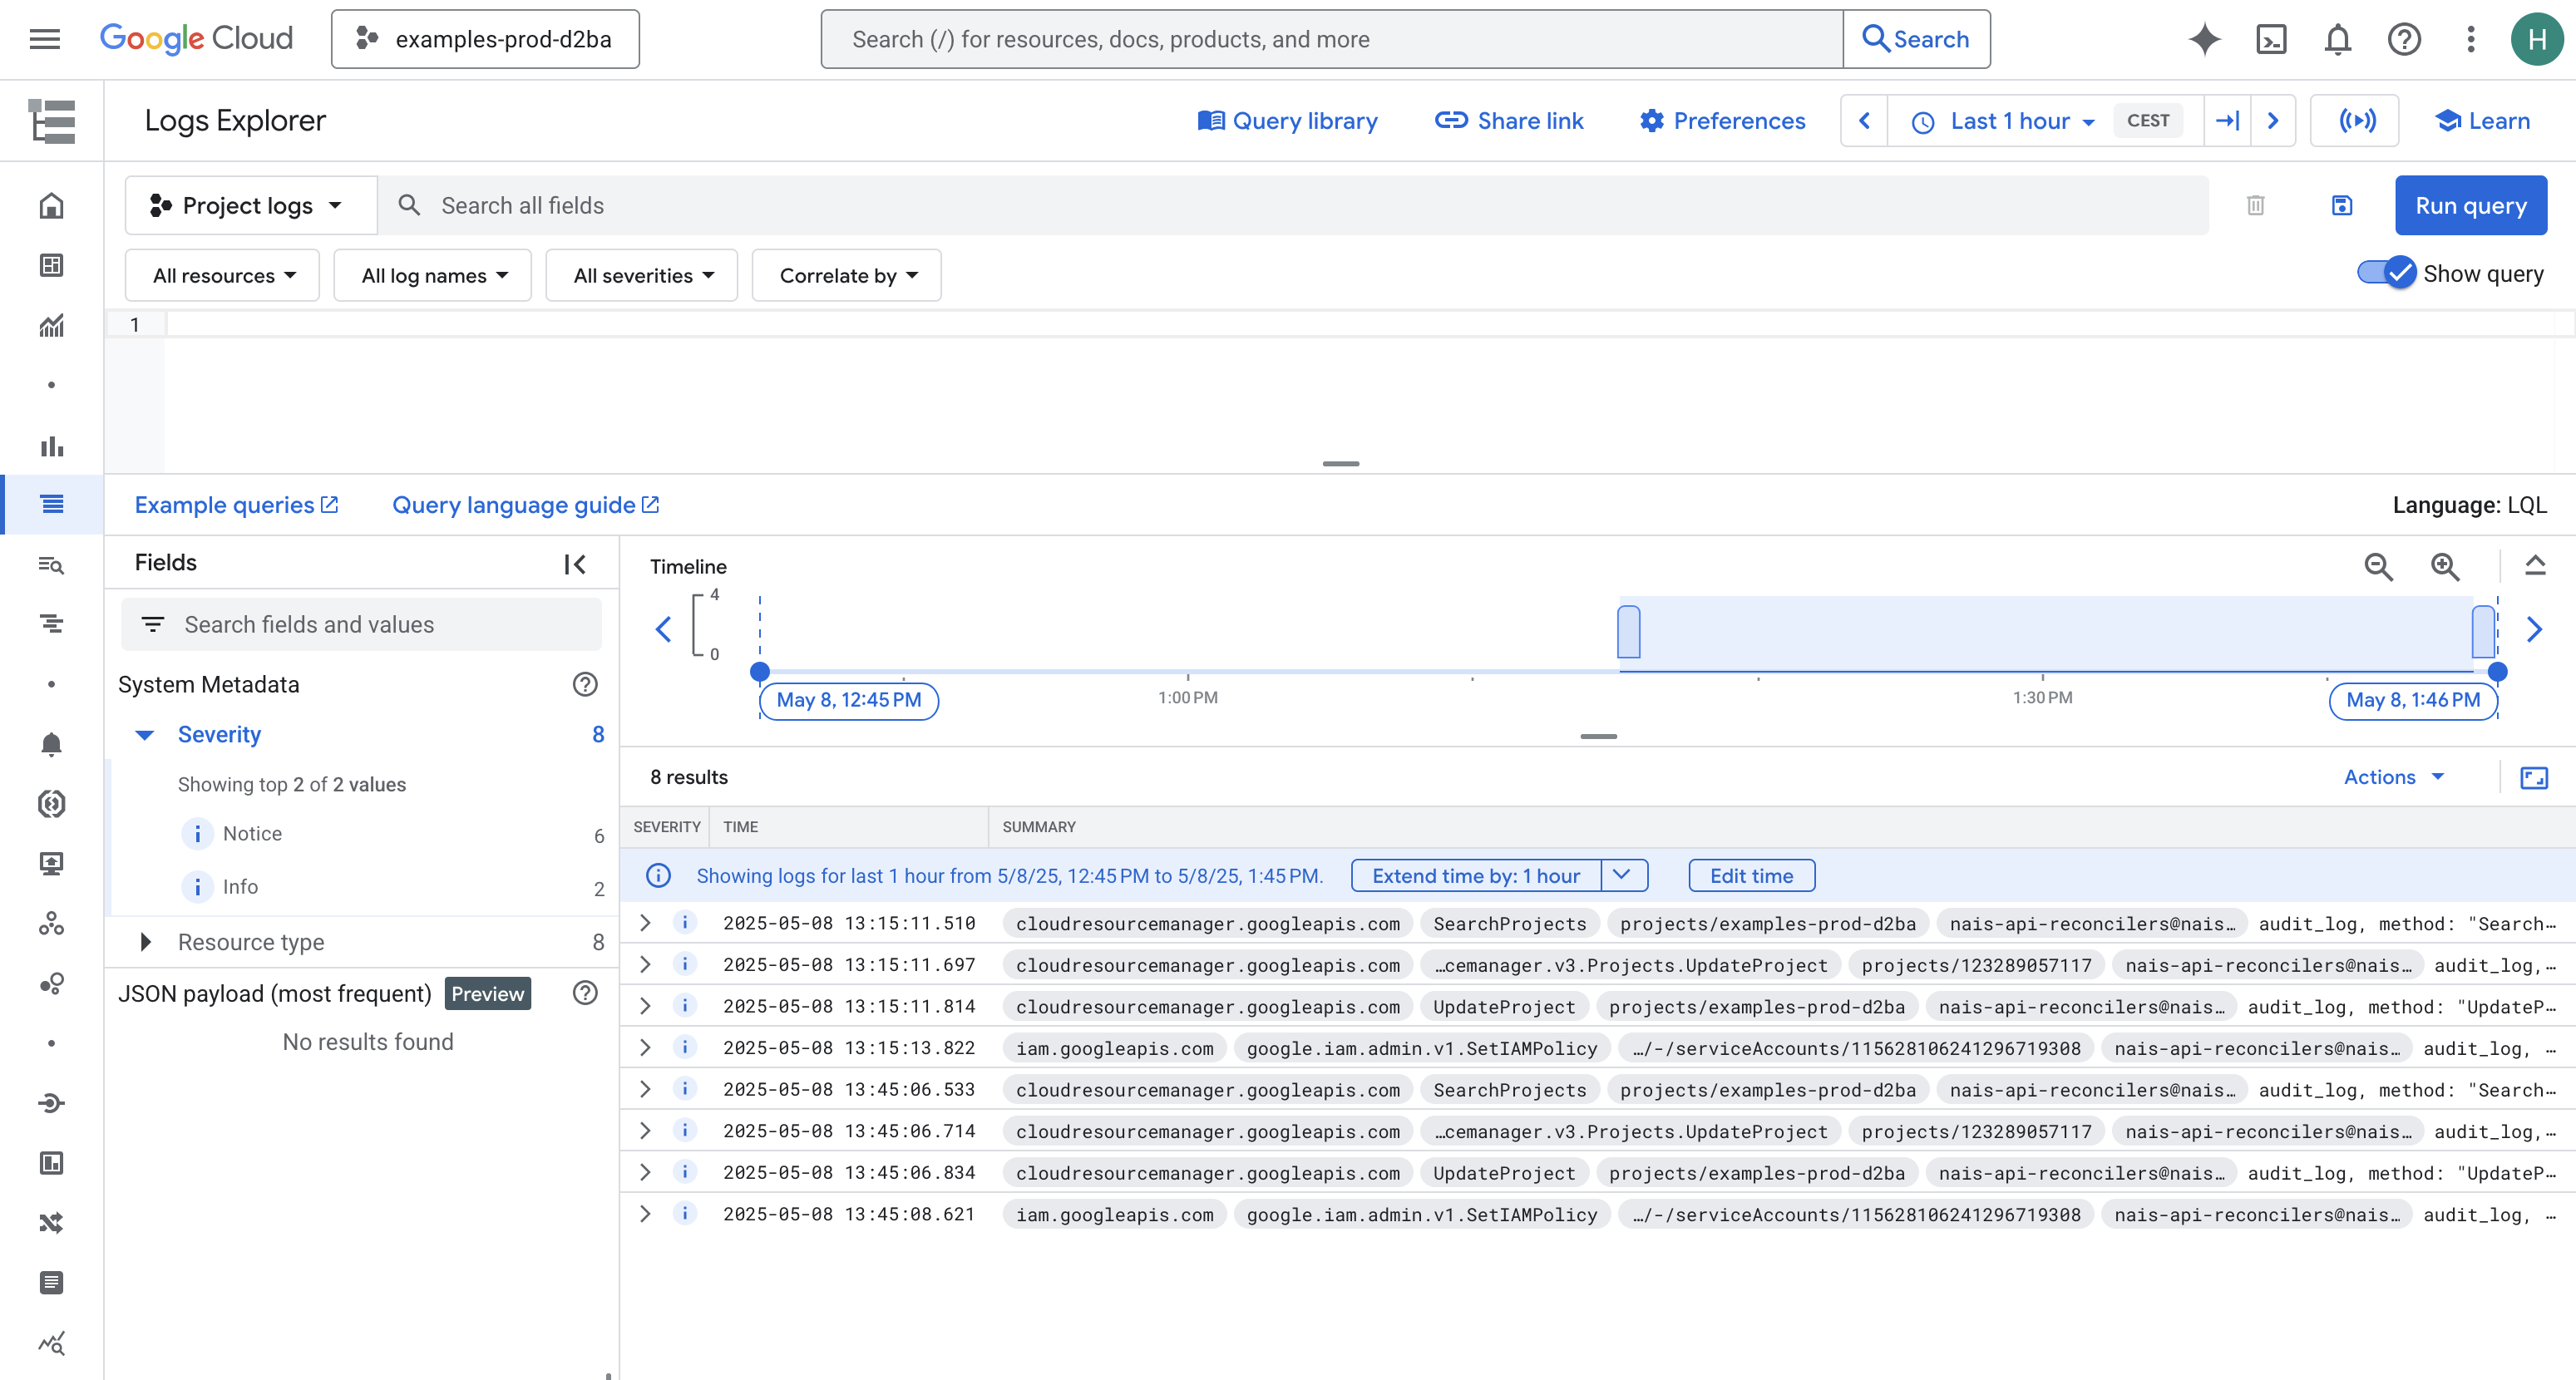 Google Cloud
examples-prod-d2ba
Search (/) for resources, docs, products, and more
Search
H
Logs Explorer
Query library
Share link
Preferences
Last 1 hour
CEST
Learn
Project logs
Search all fields
Run query
All resources
All log names
All severities
Correlate by
Show query
1
Example queries
Query language guide
Language: LQL
Fields
Search fields and values
System Metadata
Severity 8
Showing top 2 of 2 values
Notice 6
Info 2
Resource type 8
JSON payload (most frequent) Preview
No results found
Timeline
4
0
May 8, 12:45 PM
1:00 PM
1:30 PM
May 8, 1:46 PM
8 results
Actions
SEVERITY TIME SUMMARY
Showing logs for last 1 hour from 5/8/25, 12:45 PM to 5/8/25, 1:45 PM. Extend time by: 1 hour Edit time
2025-05-08 13:15:11.510 cloudresourcemanager.googleapis.com SearchProjects projects/examples-prod-d2ba nais-api-reconcilers@nais… audit_log, method: "Search…
2025-05-08 13:15:11.697 cloudresourcemanager.googleapis.com …cemanager.v3.Projects.UpdateProject projects/123289057117 nais-api-reconcilers@nais… audit_log,…
2025-05-08 13:15:11.814 cloudresourcemanager.googleapis.com UpdateProject projects/examples-prod-d2ba nais-api-reconcilers@nais… audit_log, method: "UpdateP…
2025-05-08 13:15:13.822 iam.googleapis.com google.iam.admin.v1.SetIAMPolicy …/-/serviceAccounts/115628106241296719308 nais-api-reconcilers@nais… audit_log, …
2025-05-08 13:45:06.533 cloudresourcemanager.googleapis.com SearchProjects projects/examples-prod-d2ba nais-api-reconcilers@nais… audit_log, method: "Search…
2025-05-08 13:45:06.714 cloudresourcemanager.googleapis.com …cemanager.v3.Projects.UpdateProject projects/123289057117 nais-api-reconcilers@nais… audit_log,…
2025-05-08 13:45:06.834 cloudresourcemanager.googleapis.com UpdateProject projects/examples-prod-d2ba nais-api-reconcilers@nais… audit_log, method: "UpdateP…
2025-05-08 13:45:08.621 iam.googleapis.com google.iam.admin.v1.SetIAMPolicy …/-/serviceAccounts/115628106241296719308 nais-api-reconcilers@nais… audit_log, …